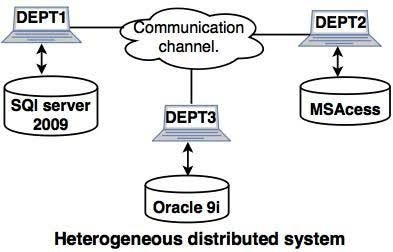 DEPT1
Communication
channel.
DEPT2
SQl server
2009
DEPT3
MSAcess
Oracle 9i
Heterogeneous distributed system